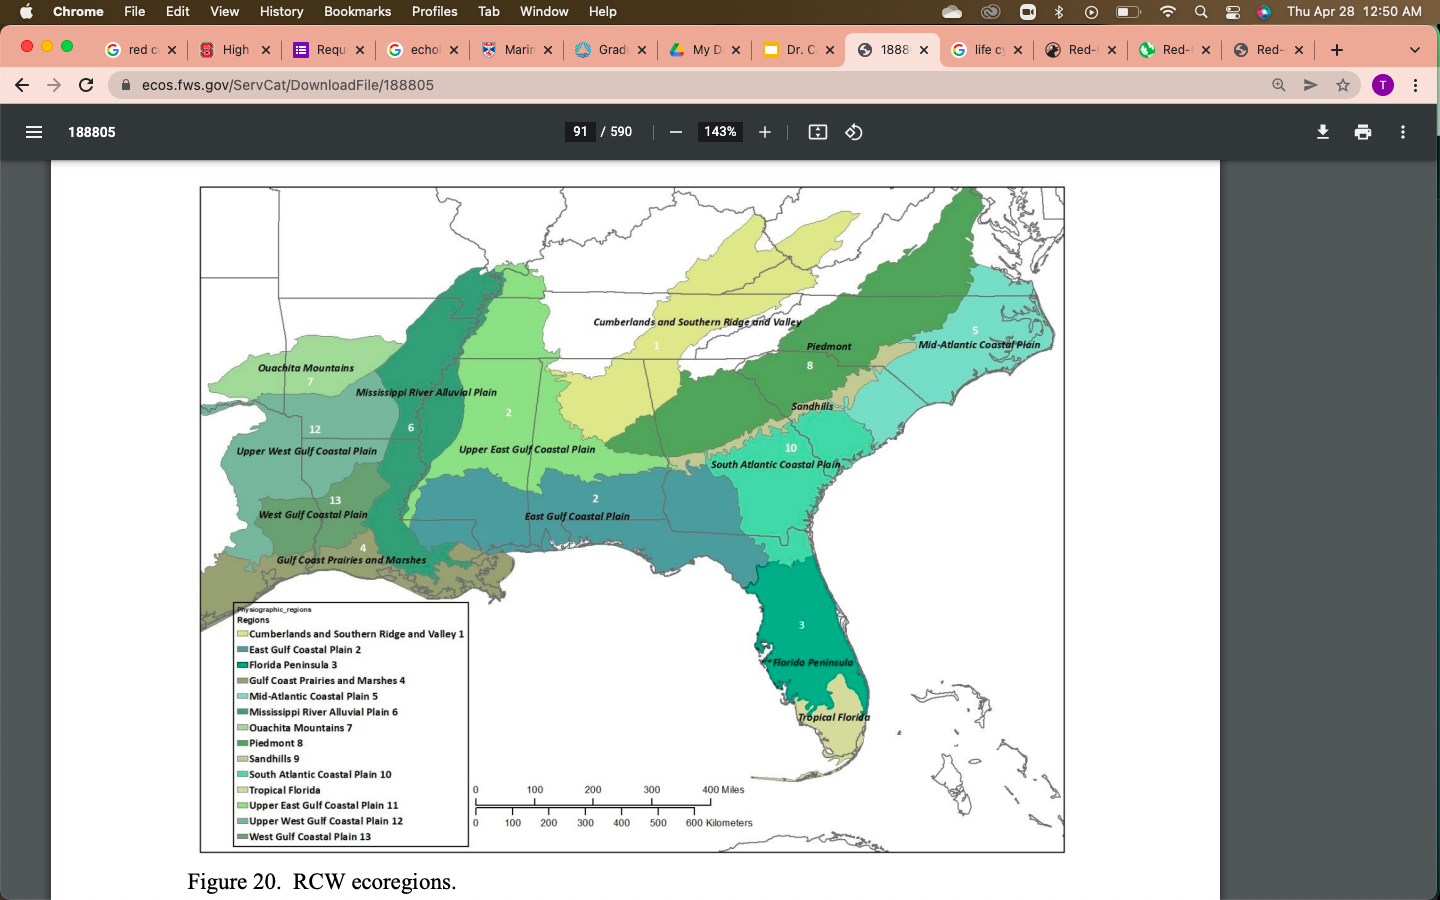 Chrome File Edit View History Bookmarks Profiles Tab Window Help Thu Apr 28 12:50 AM
red c High Requ echol Marin Gradu My D Dr. C 1888 life cy Red-( Red-( Red-
ecos.fws.gov/ServCat/DownloadFile/188805 T
188805 91 / 590 143%
Cumberlands and Southern Ridge and Valley
1
5
Mid-Atlantic Coastal Plain
Piedmont
8
Ouachita Mountains
7
Mississippi River Alluvial Plain
Sandhills
2
12
6
Upper West Gulf Coastal Plain
Upper East Gulf Coastal Plain
10
South Atlantic Coastal Plain
13
2
West Gulf Coastal Plain
East Gulf Coastal Plain
4
Gulf Coast Prairies and Marshes
3
Florida Peninsula
Tropical Florida
Physiographic_regions
Regions
Cumberlands and Southern Ridge and Valley 1
East Gulf Coastal Plain 2
Florida Peninsula 3
Gulf Coast Prairies and Marshes 4
Mid-Atlantic Coastal Plain 5
Mississippi River Alluvial Plain 6
Ouachita Mountains 7
Piedmont 8
Sandhills 9
South Atlantic Coastal Plain 10
Tropical Florida
Upper East Gulf Coastal Plain 11
Upper West Gulf Coastal Plain 12
West Gulf Coastal Plain 13
0 100 200 300 400 Miles
0 100 200 300 400 500 600 Kilometers
Figure 20. RCW ecoregions.